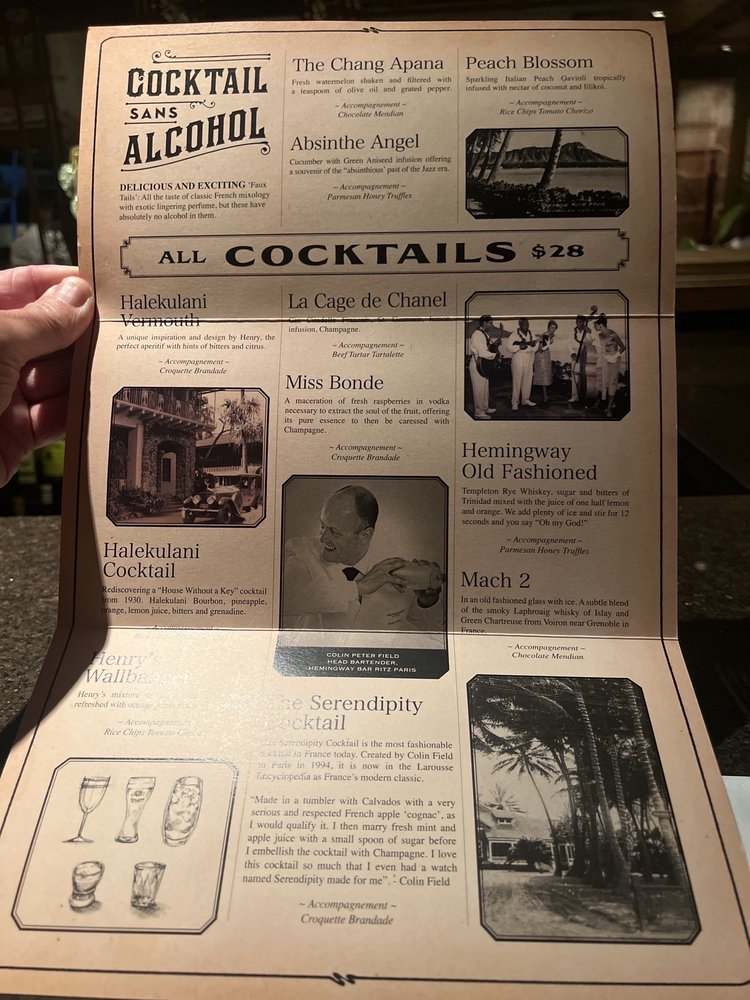 COCKTAIL
SANS
ALCOHOL
DELICIOUS AND EXCITING 'Faux
Tails': All the taste of classic French mixology
with exotic lingering perfume, but these have
absolutely no alcohol in them.
The Chang Apana
Fresh watermelon shaken and filtered with
a teaspoon of olive oil and grated pepper.
~ Accompagnement ~
Chocolate Mendian
Absinthe Angel
Cucumber with Green Aniseed infusion offering
a souvenir of the "absinthious' past of the Jazz era.
~ Accompagnement ~
Parmesan Honey Truffles
Peach Blossom
Sparkling Italian Peach Gavioli tropically
infused with nectar of coconut and lilikoi.
~ Accompagnement ~
Rice Chips Tomato Chorizo
ALL COCKTAILS $28
Halekulani
Vermouth
A unique inspiration and design by Henry, the
perfect aperitif with hints of bitters and citrus.
~ Accompagnement ~
Croquette Brandade
Halekulani
Cocktail
Rediscovering a "House Without a Key" cocktail
from 1930. Halekulani Bourbon, pineapple,
orange, lemon juice, bitters and grenadine.
~ Accompagnement ~
Henry's
Wallbanger
Henry's mixture
refreshed with orange
~ Accompagnement
Rice Chips Tomato
La Cage de Chanel
infusion, Champagne.
~ Accompagnement ~
Beef Tartar Tartalette
Miss Bonde
A maceration of fresh raspberries in vodka
necessary to extract the soul of the fruit, offering
its pure essence to then be caressed with
Champagne.
~ Accompagnement ~
Croquette Brandade
COLIN PETER FIELD
HEAD BARTENDER,
HEMINGWAY BAR RITZ PARIS
The Serendipity
Cocktail
The Serendipity Cocktail is the most fashionable
cocktail in France today. Created by Colin Field
in Paris in 1994, it is now in the Larousse
Encyclopedia as France's modern classic.
"Made in a tumbler with Calvados with a very
serious and respected French apple 'cognac', as
I would qualify it. I then marry fresh mint and
apple juice with a small spoon of sugar before
I embellish the cocktail with Champagne. I love
this cocktail so much that I even had a watch
named Serendipity made for me". - Colin Field
~ Accompagnement ~
Croquette Brandade
Hemingway
Old Fashioned
Templeton Rye Whiskey, sugar and bitters of
Trinidad mixed with the juice of one half lemon
and orange. We add plenty of ice and stir for 12
seconds and you say "Oh my God!"
~ Accompagnement ~
Parmesan Honey Truffles
Mach 2
In an old fashioned glass with ice. A subtle blend
of the smoky Laphroaig whisky of Islay and
Green Chartreuse from Voiron near Grenoble in
France.
~ Accompagnement ~
Chocolate Mendian